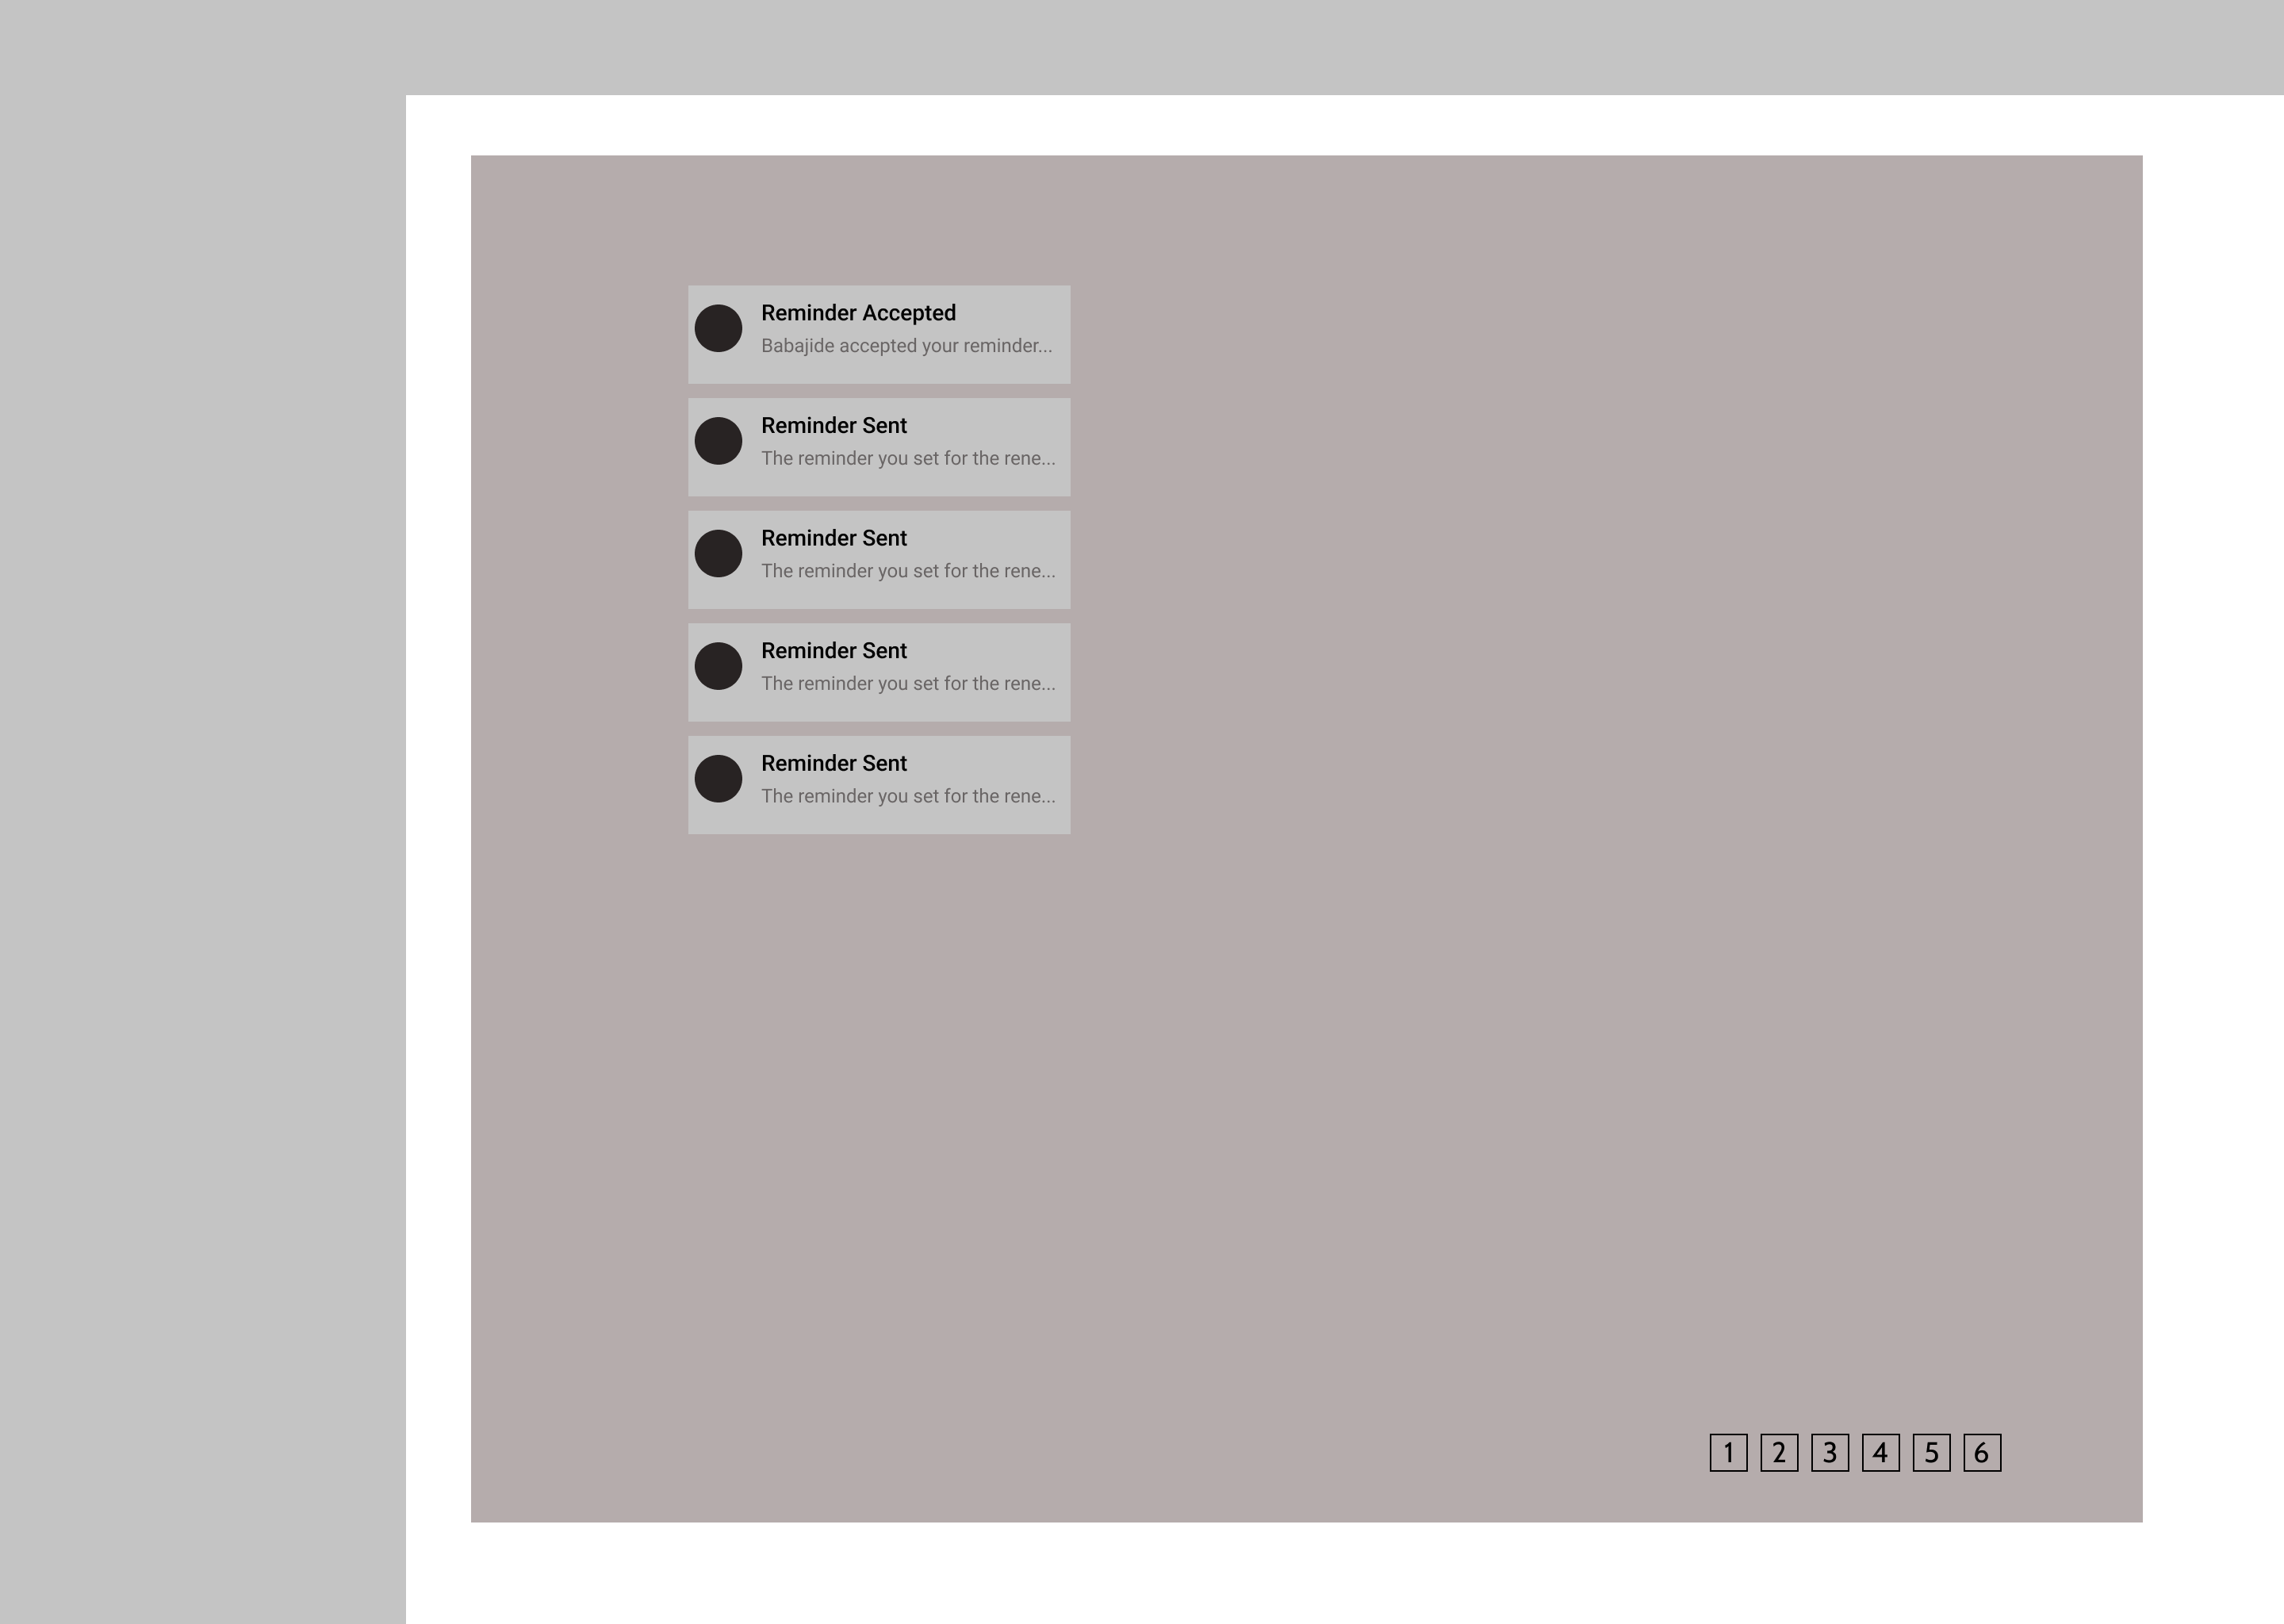 Reminder Accepted
Babajide accepted your reminder...
Reminder Sent
The reminder you set for the rene...
Reminder Sent
The reminder you set for the rene...
Reminder Sent
The reminder you set for the rene...
Reminder Sent
The reminder you set for the rene...
1 2 3 4 5 6